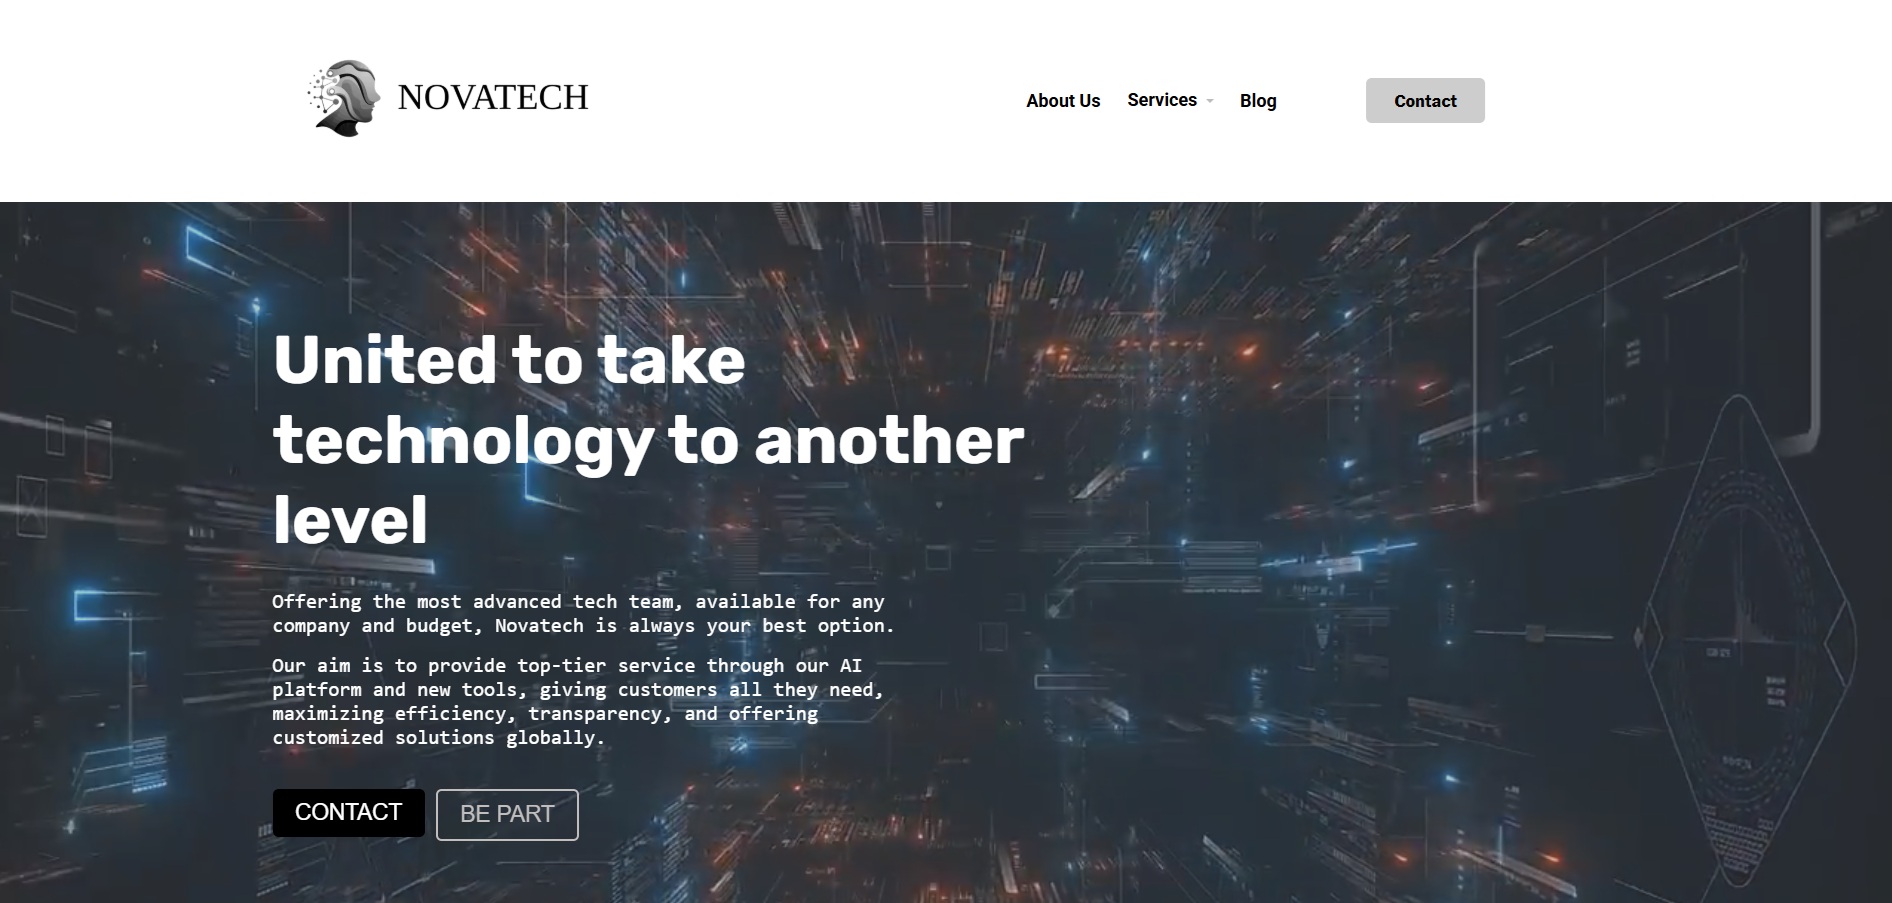 NOVATECH
About Us
Services
Blog
Contact
United to take
technology to another
level
Offering the most advanced tech team, available for any
company and budget, Novatech is always your best option.
Our aim is to provide top-tier service through our AI
platform and new tools, giving customers all they need,
maximizing efficiency, transparency, and offering
customized solutions globally.
CONTACT
BE PART